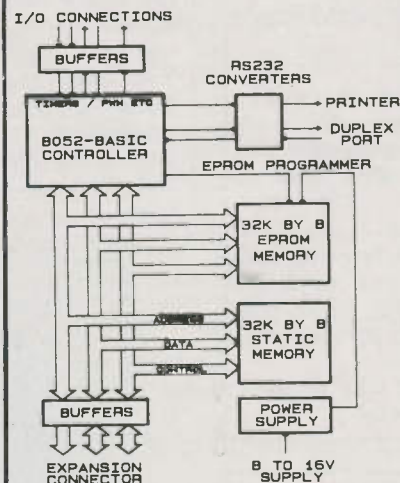 I/O CONNECTIONS
BUFFERS
RS232
CONVERTERS
TIMERS / PWM ETC
8052-BASIC
CONTROLLER
PRINTER
DUPLEX
PORT
EPROM PROGRAMMER
32K BY 8
EPROM
MEMORY
ADDRESS
DATA
CONTROL
32K BY 8
STATIC
MEMORY
BUFFERS
POWER
SUPPLY
EXPANSION
CONNECTOR
8 TO 16V
SUPPLY